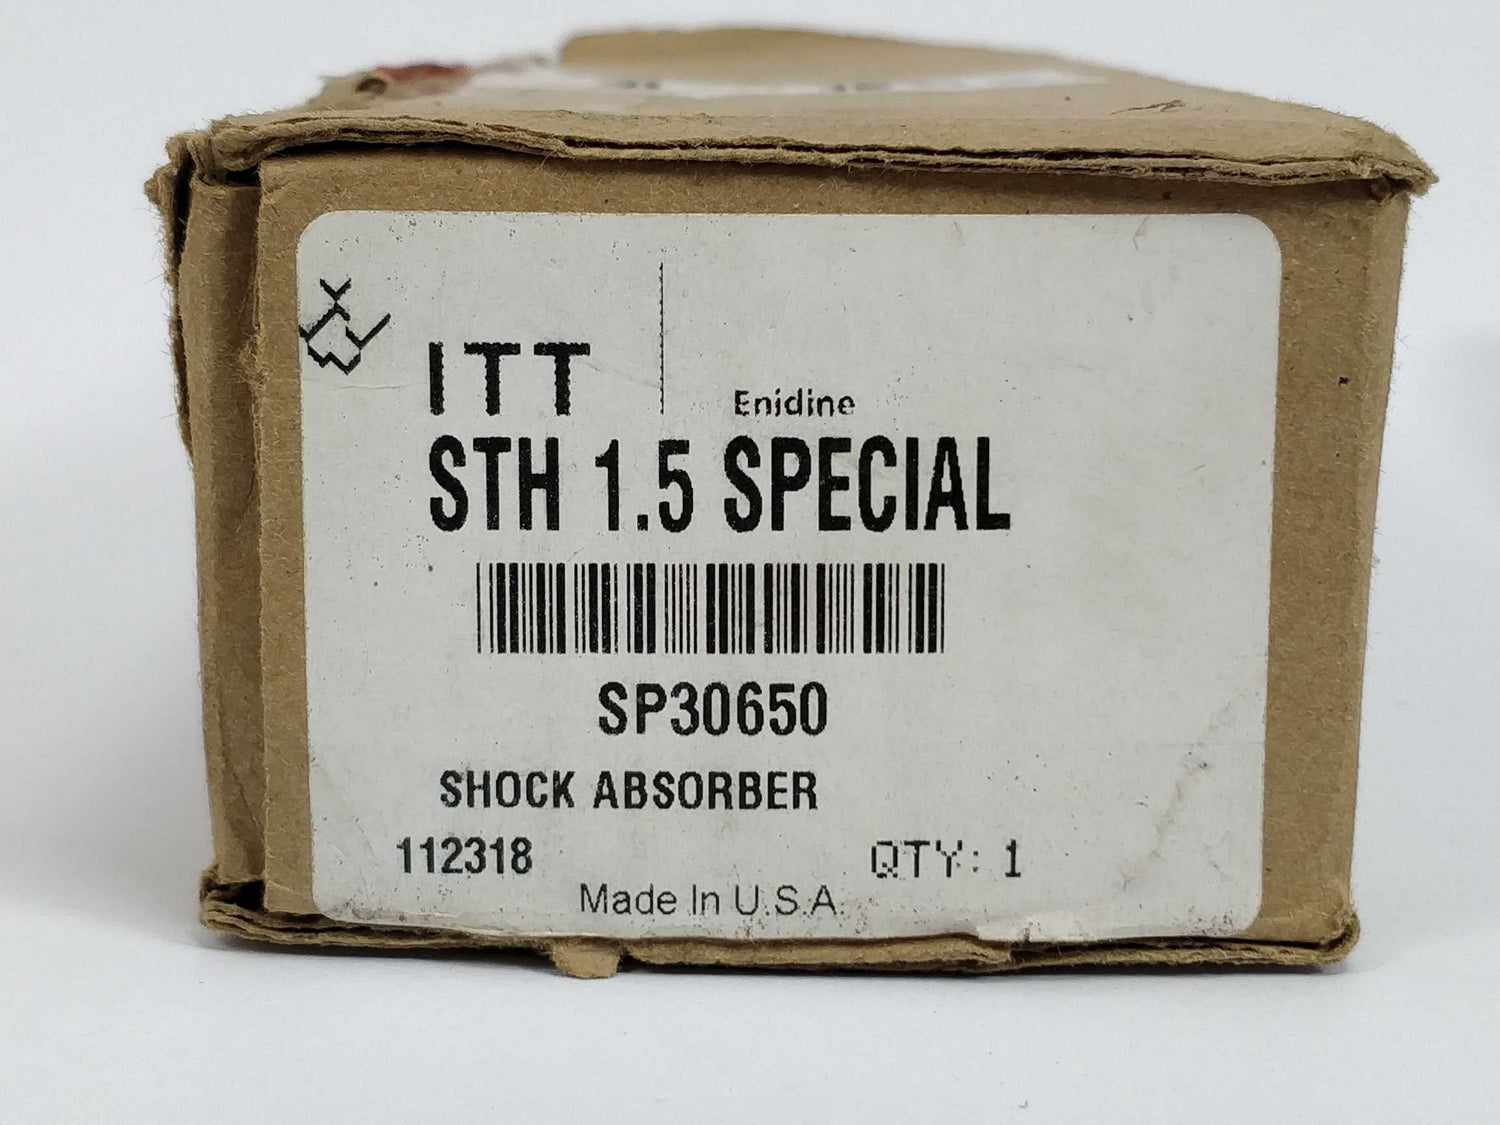 ITT Enidine
STH 1.5 SPECIAL
SP30650
SHOCK ABSORBER
112318 QTY: 1
Made In U.S.A.